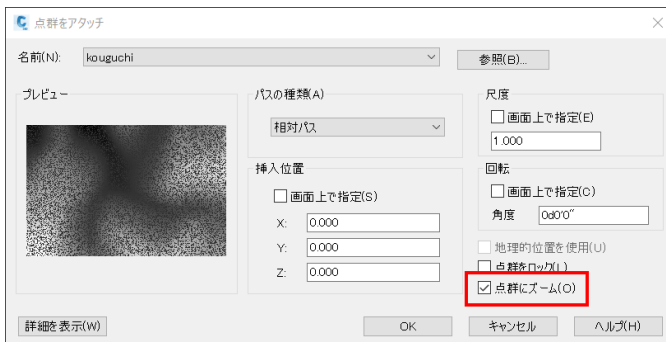 点群をアタッチ
名前(N):
kouguchi
参照(B)...
プレビュー
パスの種類(A)
相対パス
挿入位置
画面上で指定(S)
X:
0.000
Y:
0.000
Z:
0.000
尺度
画面上で指定(E)
1.000
回転
画面上で指定(C)
角度
0d0'0"
地理的位置を使用(U)
点群をロック(L)
点群にズーム(O)
詳細を表示(W)
OK
キャンセル
ヘルプ(H)